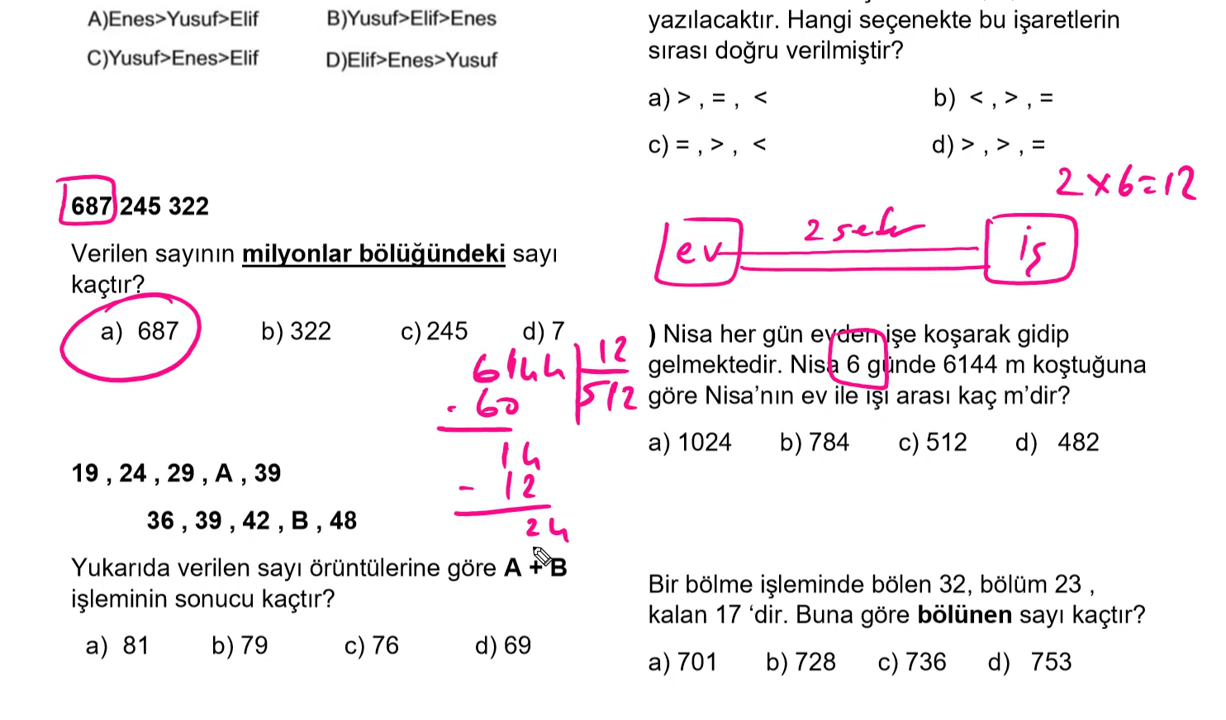 A)Enes>Yusuf>Elif B)Yusuf>Elif>Enes
C)Yusuf>Enes>Elif D)Elif>Enes>Yusuf
687 245 322
Verilen sayının milyonlar bölüğündeki sayı
kaçtır?
a) 687 b) 322 c) 245 d) 7
6144 12
- 60 512
14
- 12
24
19 , 24 , 29 , A , 39
36 , 39 , 42 , B , 48
Yukarıda verilen sayı örüntülerine göre A + B
işleminin sonucu kaçtır?
a) 81 b) 79 c) 76 d) 69
yazılacaktır. Hangi seçenekte bu işaretlerin
sırası doğru verilmiştir?
a) > , = , < b) < , > , =
c) = , > , < d) > , > , =
2 x 6 = 12
ev 2 sefer iş
) Nisa her gün evden işe koşarak gidip
gelmektedir. Nisa 6 günde 6144 m koştuğuna
göre Nisa’nın ev ile işi arası kaç m’dir?
a) 1024 b) 784 c) 512 d) 482
Bir bölme işleminde bölen 32, bölüm 23 ,
kalan 17 ‘dir. Buna göre bölünen sayı kaçtır?
a) 701 b) 728 c) 736 d) 753